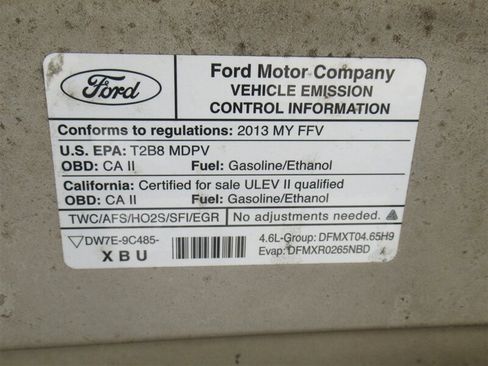 Ford
Ford Motor Company
VEHICLE EMISSION
CONTROL INFORMATION
Conforms to regulations: 2013 MY FFV
U.S. EPA: T2B8 MDPV
OBD: CA II Fuel: Gasoline/Ethanol
California: Certified for sale ULEV II qualified
OBD: CA II Fuel: Gasoline/Ethanol
TWC/AFS/HO2S/SFI/EGR No adjustments needed.
DW7E-9C485-
XBU
4.6L-Group: DFMXT04.65H9
Evap: DFMXR0265NBD